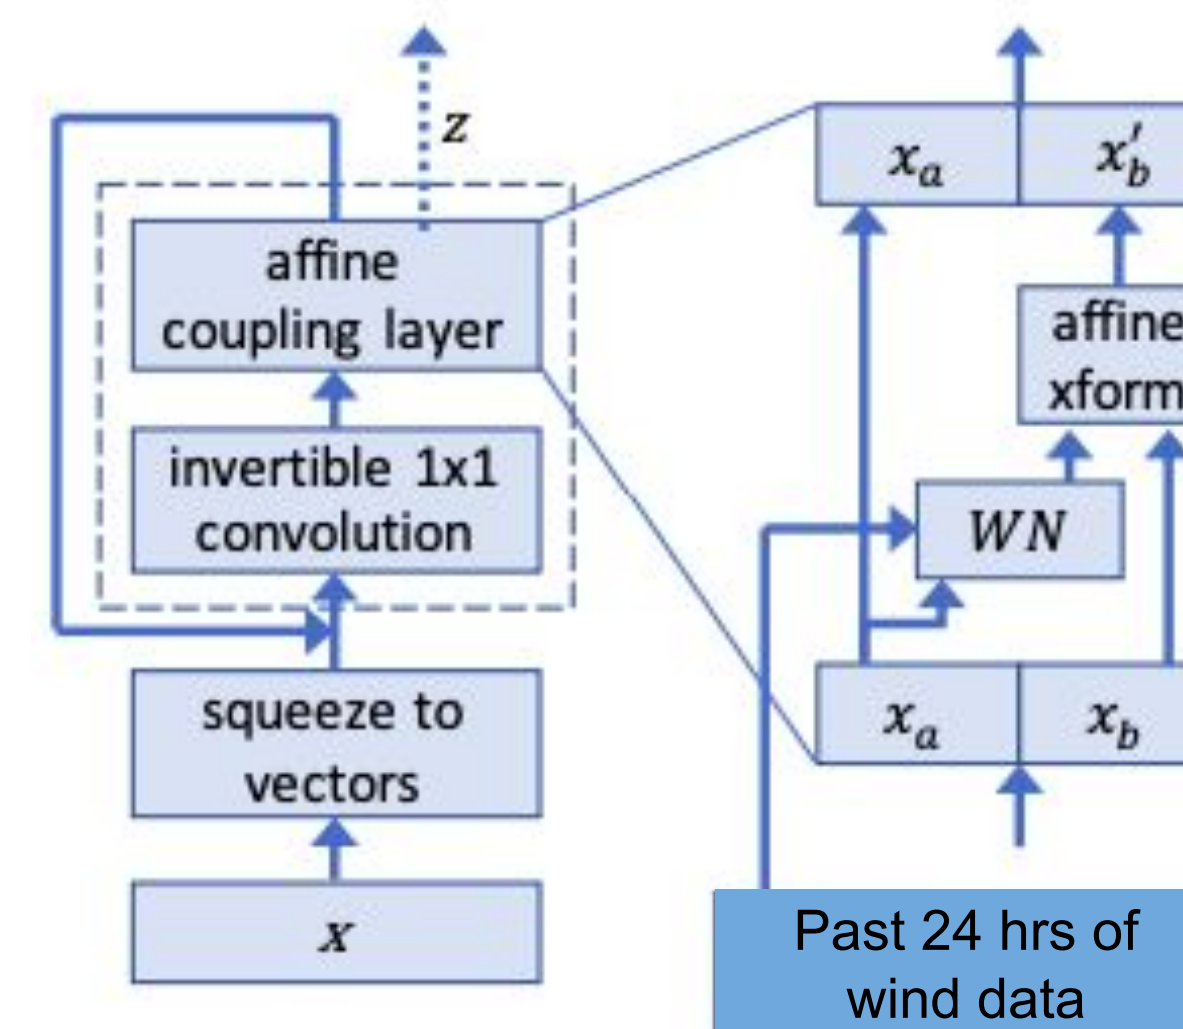 z
affine
coupling layer
invertible 1x1
convolution
squeeze to
vectors
x
x_a
x'_b
affine
xform
WN
x_a
x_b
Past 24 hrs of
wind data